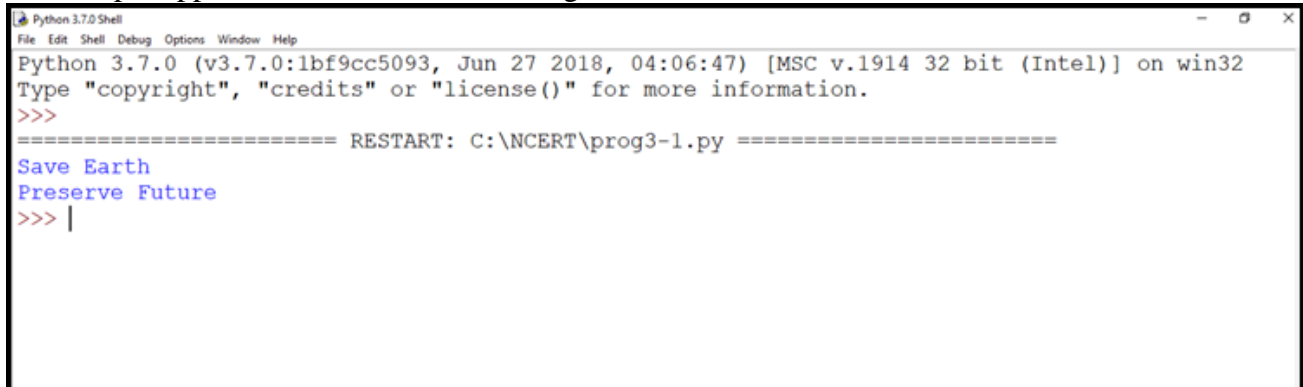 Python 3.7.0 Shell
File Edit Shell Debug Options Window Help
Python 3.7.0 (v3.7.0:1bf9cc5093, Jun 27 2018, 04:06:47) [MSC v.1914 32 bit (Intel)] on win32
Type "copyright", "credits" or "license()" for more information.
>>>
======================== RESTART: C:\NCERT\prog3-1.py ========================
Save Earth
Preserve Future
>>>